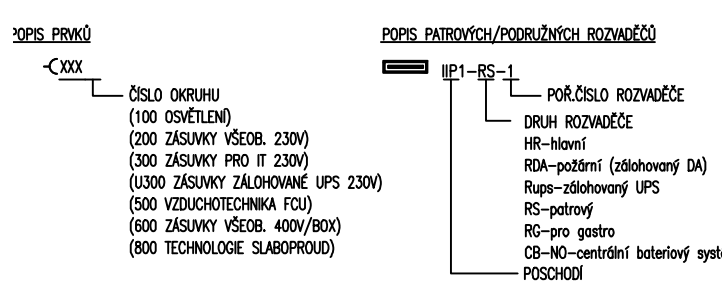 POPIS PRVKŮ
XXX
ČÍSLO OKRUHU
(100 OSVĚTLENÍ)
(200 ZÁSUVKY VŠEOB. 230V)
(300 ZÁSUVKY PRO IT 230V)
(U300 ZÁSUVKY ZÁLOHOVANÉ UPS 230V)
(500 VZDUCHOTECHNIKA FCU)
(600 ZÁSUVKY VŠEOB. 400V/BOX)
(800 TECHNOLOGIE SLABOPROUD)
POPIS PATROVÝCH/PODRUŽNÝCH ROZVADĚČŮ
IIP1-RS-1
POŘ.ČÍSLO ROZVADĚČE
DRUH ROZVADĚČE
HR-hlavní
RDA-požární (zálohovaný DA)
Rups-zálohovaný UPS
RS-patrový
RG-pro gastro
CB-NO-centrální bateriový systé
POSCHODÍ